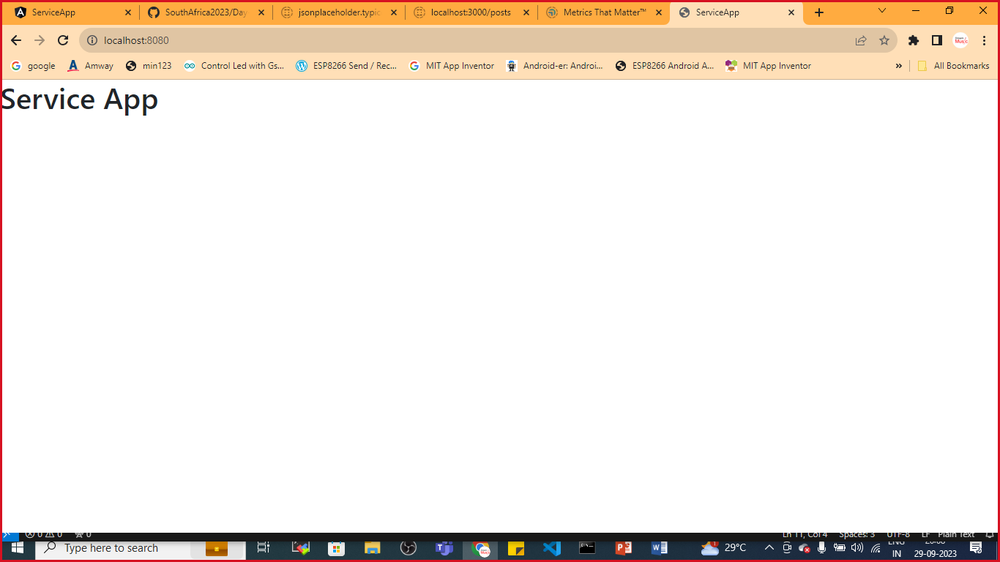 ServiceApp
SouthAfrica2023/Day
jsonplaceholder.typic
localhost:3000/posts
Metrics That Matter™
ServiceApp
localhost:8080
google
Amway
min123
Control Led with Gs...
ESP8266 Send / Rec...
MIT App Inventor
Android-er: Androi...
ESP8266 Android A...
MIT App Inventor
»
All Bookmarks
Service App
0 0 0
Ln 11, Col 4 Spaces: 3 UTF-8 LF Plain Text
Type here to search
29°C
ENG
IN
29-09-2023